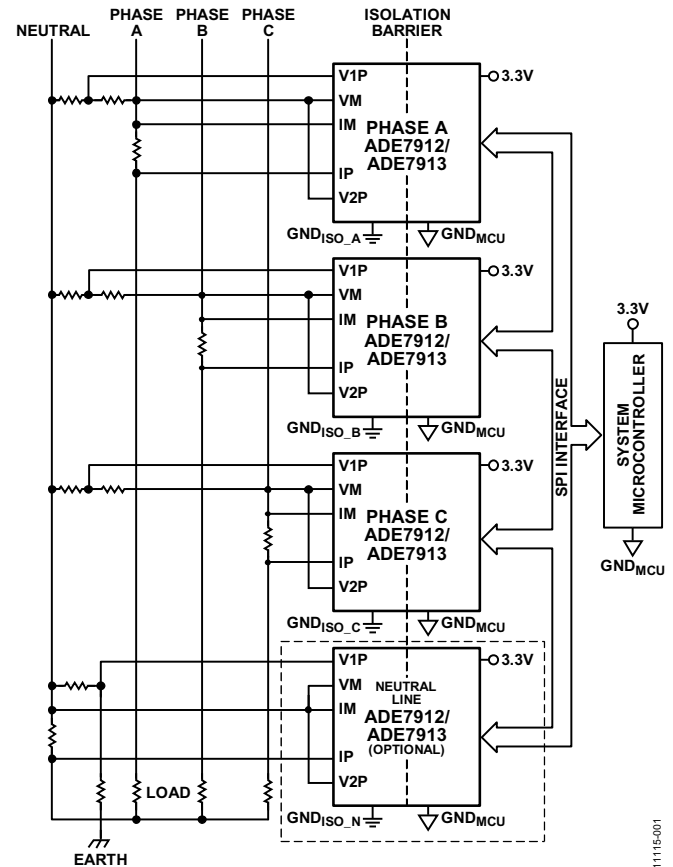 NEUTRAL
PHASE
A
PHASE
B
PHASE
C
ISOLATION
BARRIER
V1P
VM
IM
IP
V2P
PHASE A
ADE7912/
ADE7913
3.3V
GNDISO_A
GNDMCU
V1P
VM
IM
IP
V2P
PHASE B
ADE7912/
ADE7913
3.3V
GNDISO_B
GNDMCU
V1P
VM
IM
IP
V2P
PHASE C
ADE7912/
ADE7913
3.3V
GNDISO_C
GNDMCU
V1P
VM
IM
IP
V2P
NEUTRAL
LINE
ADE7912/
ADE7913
(OPTIONAL)
3.3V
GNDISO_N
GNDMCU
LOAD
EARTH
SPI INTERFACE
3.3V
SYSTEM
MICROCONTROLLER
GNDMCU
11115-001